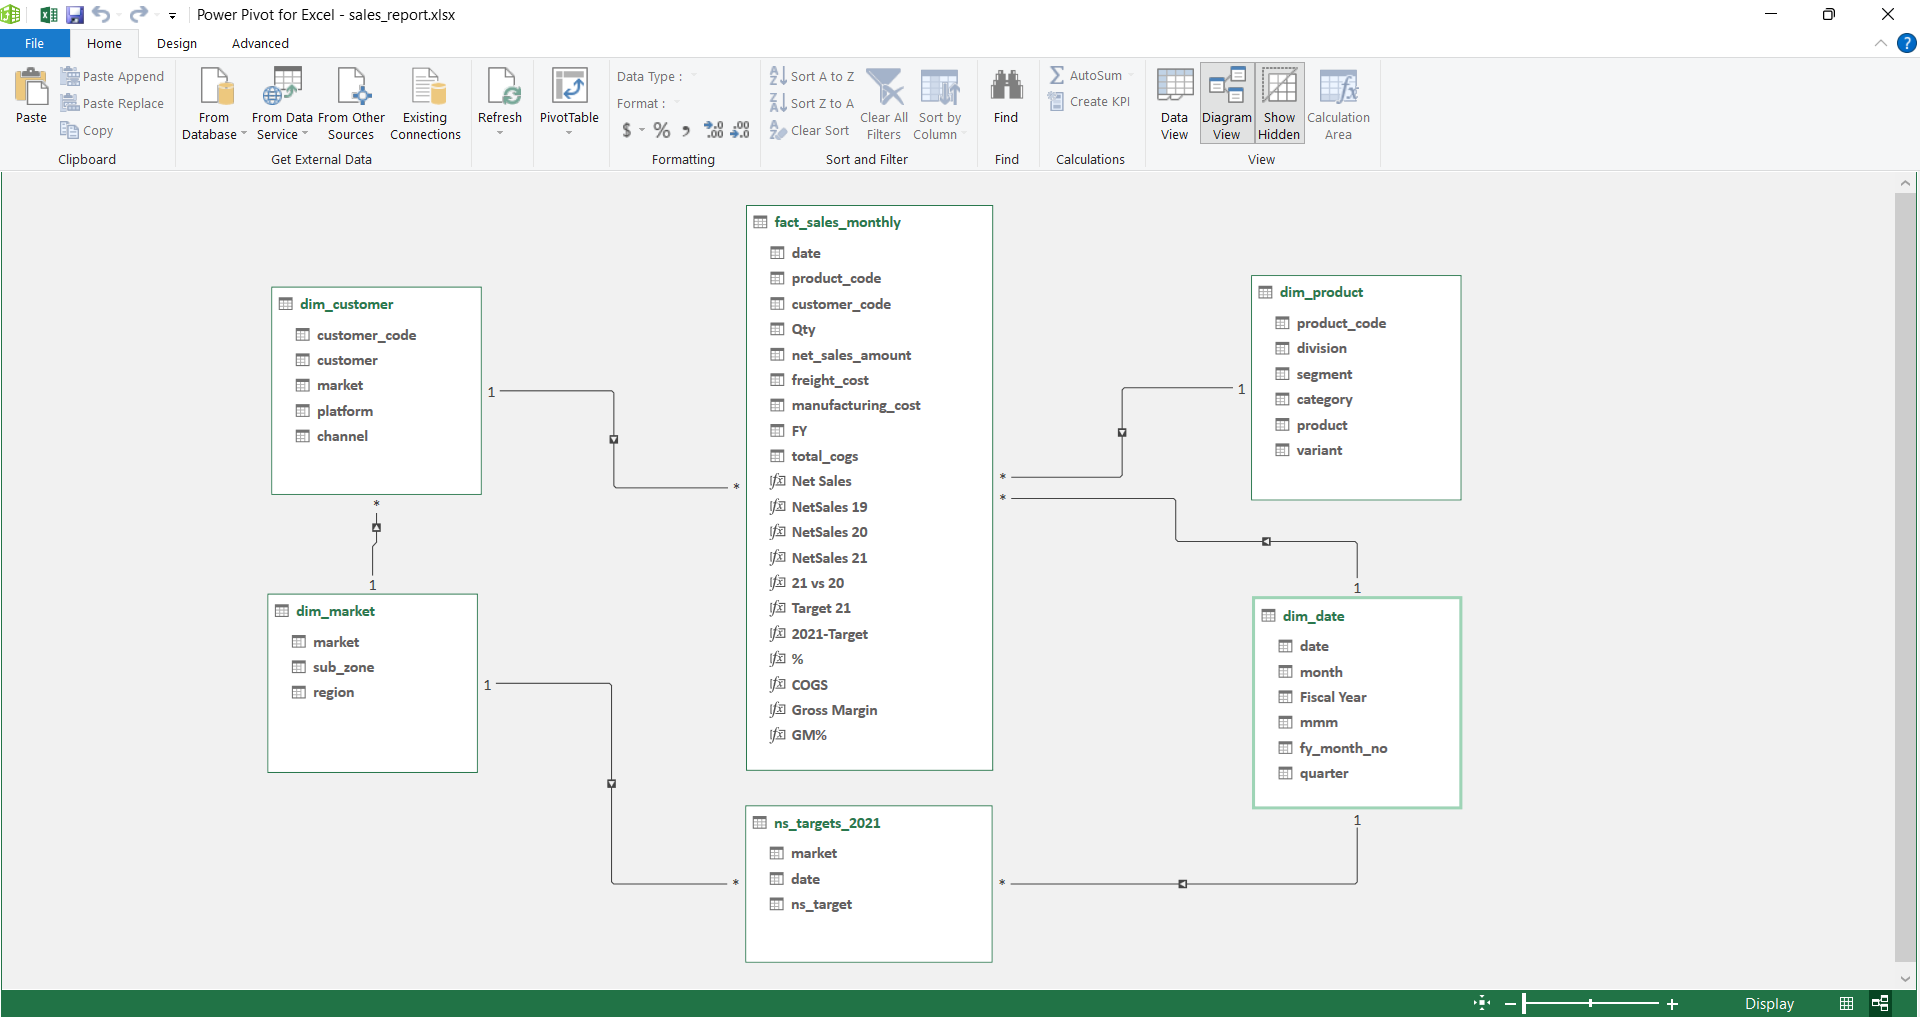 Power Pivot for Excel - sales_report.xlsx
File
Home
Design
Advanced
?
Paste
Paste Append
Paste Replace
Copy
Clipboard
From
Database
From Data
Service
From Other
Sources
Existing
Connections
Get External Data
Refresh
PivotTable
Data Type :
Format :
$
%
,
.00
.00
Formatting
Sort A to Z
Sort Z to A
Clear Sort
Clear All
Filters
Sort by
Column
Sort and Filter
Find
Find
AutoSum
Create KPI
Calculations
Data
View
Diagram
View
Show
Hidden
Calculation
Area
View
fact_sales_monthly
date
product_code
customer_code
Qty
net_sales_amount
freight_cost
manufacturing_cost
FY
total_cogs
Net Sales
NetSales 19
NetSales 20
NetSales 21
21 vs 20
Target 21
2021-Target
%
COGS
Gross Margin
GM%
dim_customer
customer_code
customer
market
platform
channel
1
*
*
1
dim_market
market
sub_zone
region
1
*
dim_product
product_code
division
segment
category
product
variant
1
*
*
1
dim_date
date
month
Fiscal Year
mmm
fy_month_no
quarter
1
*
ns_targets_2021
market
date
ns_target
Display